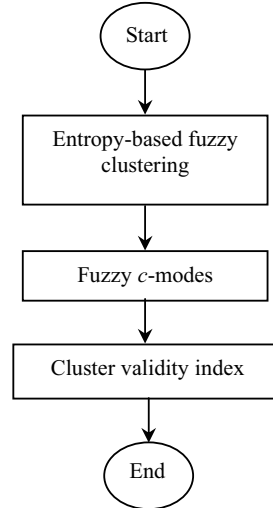 Start
Entropy-based fuzzy
clustering
Fuzzy c-modes
Cluster validity index
End